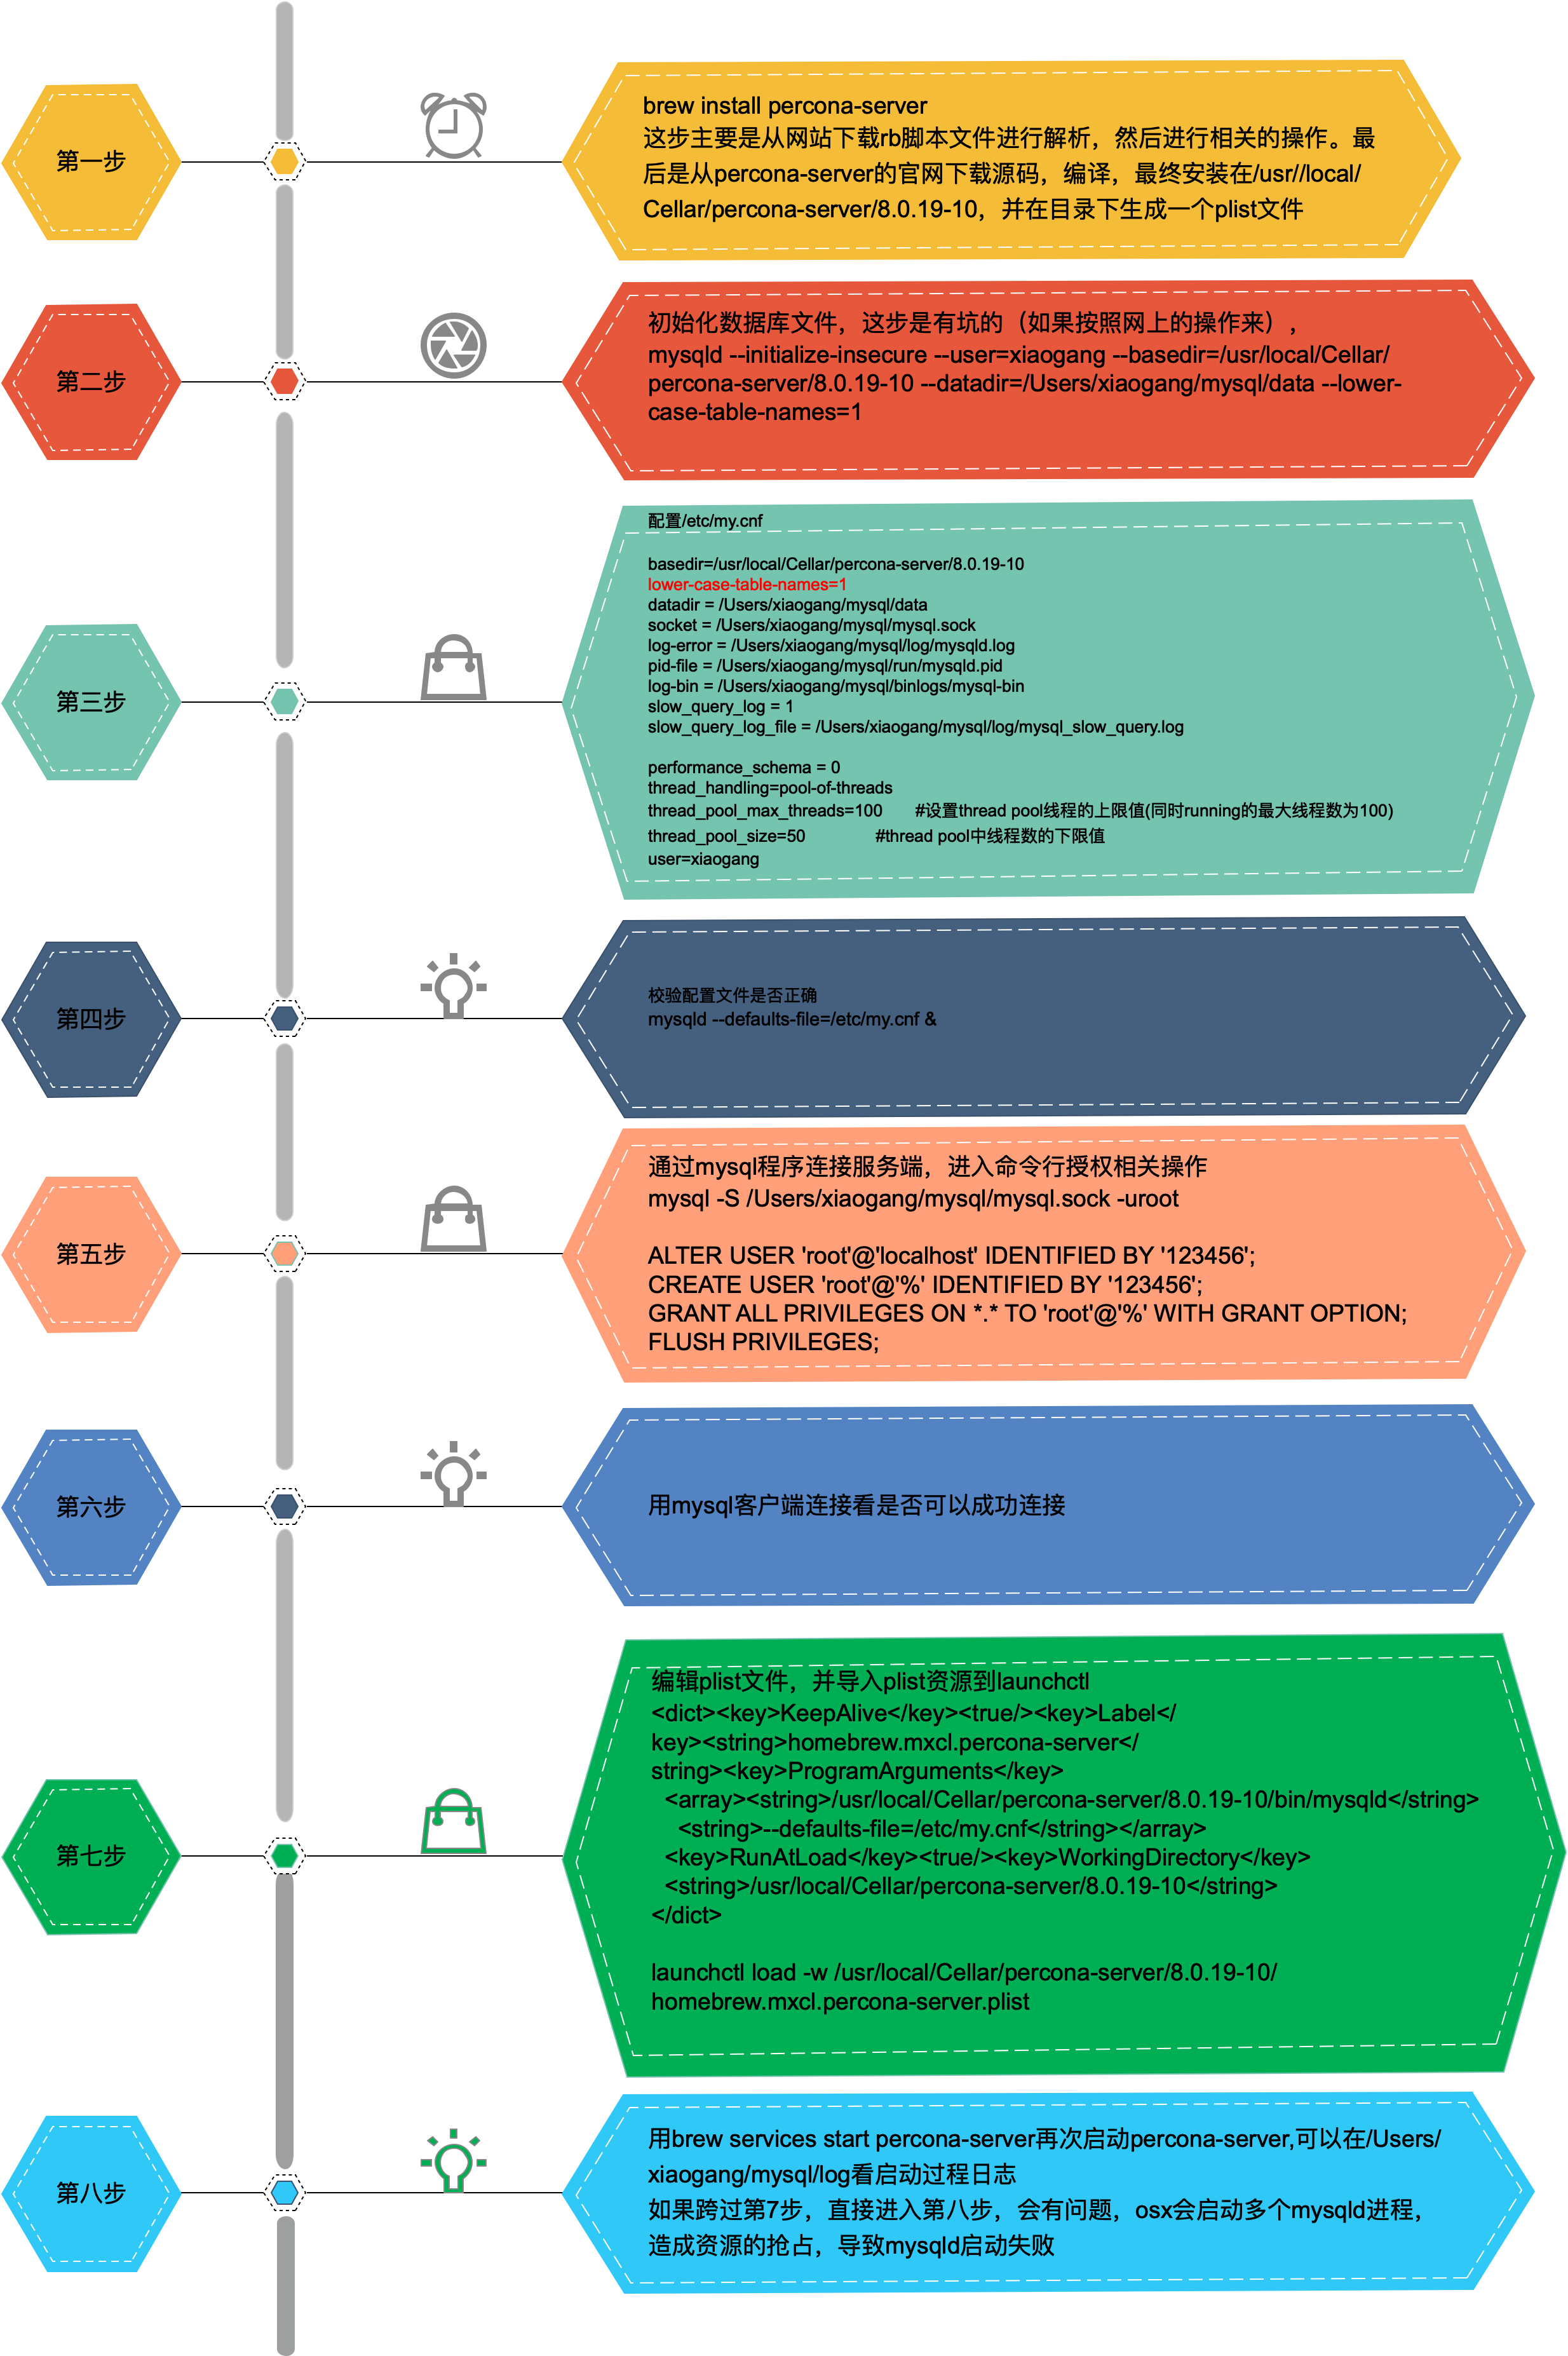 第一步
brew install percona-server
这步主要是从网站下载rb脚本文件进行解析，然后进行相关的操作。最
后是从percona-server的官网下载源码，编译，最终安装在/usr//local/
Cellar/percona-server/8.0.19-10，并在目录下生成一个plist文件
第二步
初始化数据库文件，这步是有坑的（如果按照网上的操作来），
mysqld --initialize-insecure --user=xiaogang --basedir=/usr/local/Cellar/
percona-server/8.0.19-10 --datadir=/Users/xiaogang/mysql/data --lower-
case-table-names=1
第三步
配置/etc/my.cnf
basedir=/usr/local/Cellar/percona-server/8.0.19-10
lower-case-table-names=1
datadir = /Users/xiaogang/mysql/data
socket = /Users/xiaogang/mysql/mysql.sock
log-error = /Users/xiaogang/mysql/log/mysqld.log
pid-file = /Users/xiaogang/mysql/run/mysqld.pid
log-bin = /Users/xiaogang/mysql/binlogs/mysql-bin
slow_query_log = 1
slow_query_log_file = /Users/xiaogang/mysql/log/mysql_slow_query.log
performance_schema = 0
thread_handling=pool-of-threads
thread_pool_max_threads=100 #设置thread pool线程的上限值(同时running的最大线程数为100)
thread_pool_size=50 #thread pool中线程数的下限值
user=xiaogang
第四步
校验配置文件是否正确
mysqld --defaults-file=/etc/my.cnf &
第五步
通过mysql程序连接服务端，进入命令行授权相关操作
mysql -S /Users/xiaogang/mysql/mysql.sock -uroot
ALTER USER 'root'@'localhost' IDENTIFIED BY '123456';
CREATE USER 'root'@'%' IDENTIFIED BY '123456';
GRANT ALL PRIVILEGES ON *.* TO 'root'@'%' WITH GRANT OPTION;
FLUSH PRIVILEGES;
第六步
用mysql客户端连接看是否可以成功连接
第七步
编辑plist文件，并导入plist资源到launchctl
<dict><key>KeepAlive</key><true/><key>Label</
key><string>homebrew.mxcl.percona-server</
string><key>ProgramArguments</key>
<array><string>/usr/local/Cellar/percona-server/8.0.19-10/bin/mysqld</string>
<string>--defaults-file=/etc/my.cnf</string></array>
<key>RunAtLoad</key><true/><key>WorkingDirectory</key>
<string>/usr/local/Cellar/percona-server/8.0.19-10</string>
</dict>
launchctl load -w /usr/local/Cellar/percona-server/8.0.19-10/
homebrew.mxcl.percona-server.plist
第八步
用brew services start percona-server再次启动percona-server,可以在/Users/
xiaogang/mysql/log看启动过程日志
如果跨过第7步，直接进入第八步，会有问题，osx会启动多个mysqld进程，
造成资源的抢占，导致mysqld启动失败